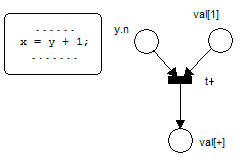 ------
x = y + 1;
-------
y.n
val[1]
t+
val[+]